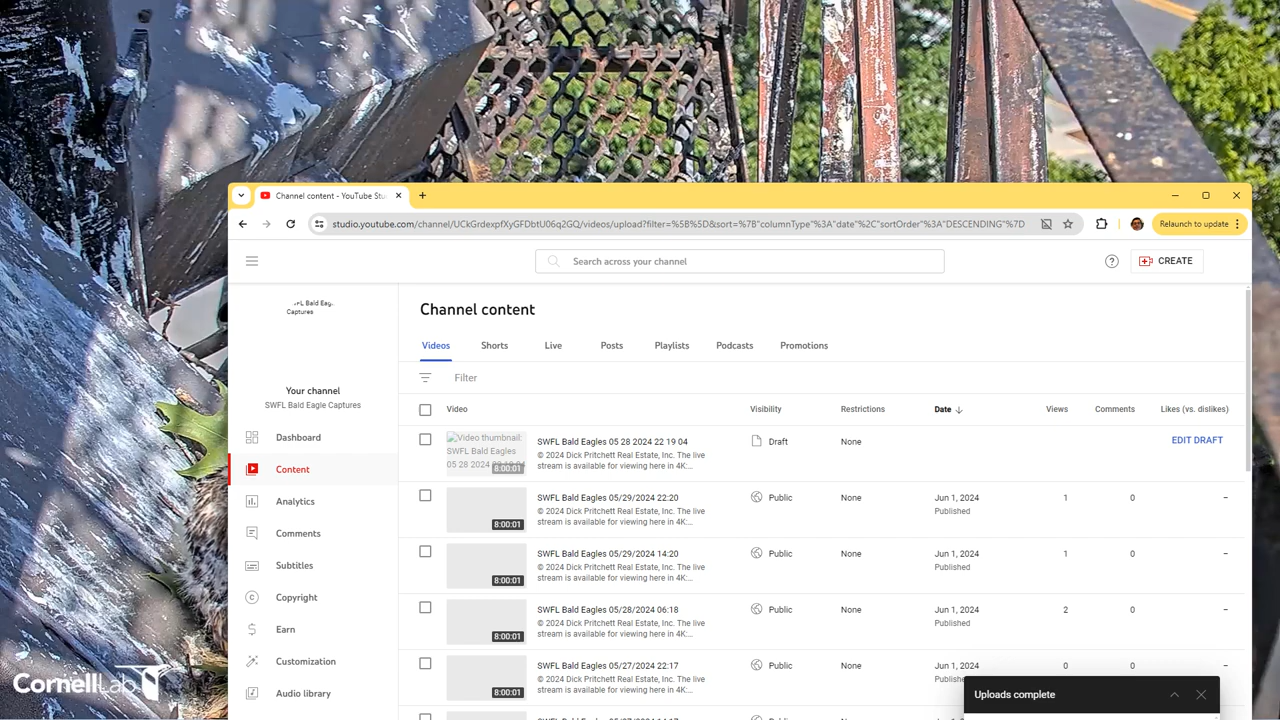 Channel content - YouTube Stu
studio.youtube.com/channel/UCkGrdexpfXyGFDbtU06q2GQ/videos/upload?filter=%5B%5D&sort=%7B"columnType"%3A"date"%2C"sortOrder"%3A"DESCENDING"%7D
Relaunch to update
Search across your channel
CREATE
SWFL Bald Eag.
Captures
Your channel
SWFL Bald Eagle Captures
Dashboard
Content
Analytics
Comments
Subtitles
Copyright
Earn
Customization
Audio library
Channel content
Videos Shorts Live Posts Playlists Podcasts Promotions
Filter
Video Visibility Restrictions Date Views Comments Likes (vs. dislikes)
Video thumbnail:
SWFL Bald Eagles
05 28 2024
8:00:01
SWFL Bald Eagles 05 28 2024 22 19 04
© 2024 Dick Pritchett Real Estate, Inc. The live
stream is available for viewing here in 4K:...
Draft None EDIT DRAFT
8:00:01
SWFL Bald Eagles 05/29/2024 22:20
© 2024 Dick Pritchett Real Estate, Inc. The live
stream is available for viewing here in 4K:...
Public None Jun 1, 2024 1 0 –
Published
8:00:01
SWFL Bald Eagles 05/29/2024 14:20
© 2024 Dick Pritchett Real Estate, Inc. The live
stream is available for viewing here in 4K:...
Public None Jun 1, 2024 1 0 –
Published
8:00:01
SWFL Bald Eagles 05/28/2024 06:18
© 2024 Dick Pritchett Real Estate, Inc. The live
stream is available for viewing here in 4K:...
Public None Jun 1, 2024 2 0 –
Published
8:00:01
SWFL Bald Eagles 05/27/2024 22:17
© 2024 Dick Pritchett Real Estate, Inc. The live
stream is available for viewing here in 4K:...
Public None Jun 1, 2024 0 0 –
Uploads complete
CornellLab